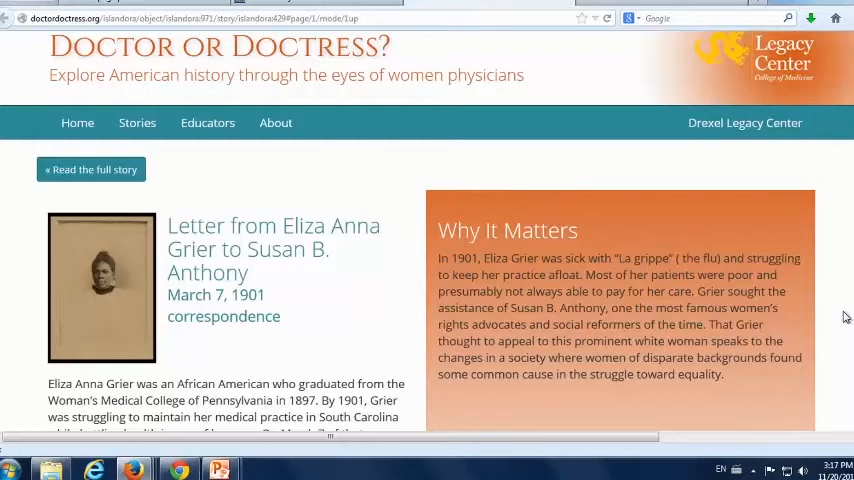 doctordoctress.org/islandora/object/islandora:971/story/islandora:429#page/1/mode/1up
Google
DOCTOR OR DOCTRESS?
Explore American history through the eyes of women physicians
Legacy
Center
College of Medicine
Home Stories Educators About Drexel Legacy Center
« Read the full story
Letter from Eliza Anna
Grier to Susan B.
Anthony
March 7, 1901
correspondence
Eliza Anna Grier was an African American who graduated from the
Woman's Medical College of Pennsylvania in 1897. By 1901, Grier
was struggling to maintain her medical practice in South Carolina
Why It Matters
In 1901, Eliza Grier was sick with "La grippe" ( the flu) and struggling
to keep her practice afloat. Most of her patients were poor and
presumably not always able to pay for her care. Grier sought the
assistance of Susan B. Anthony, one the most famous women's
rights advocates and social reformers of the time. That Grier
thought to appeal to this prominent white woman speaks to the
changes in a society where women of disparate backgrounds found
some common cause in the struggle toward equality.
EN
3:17 PM